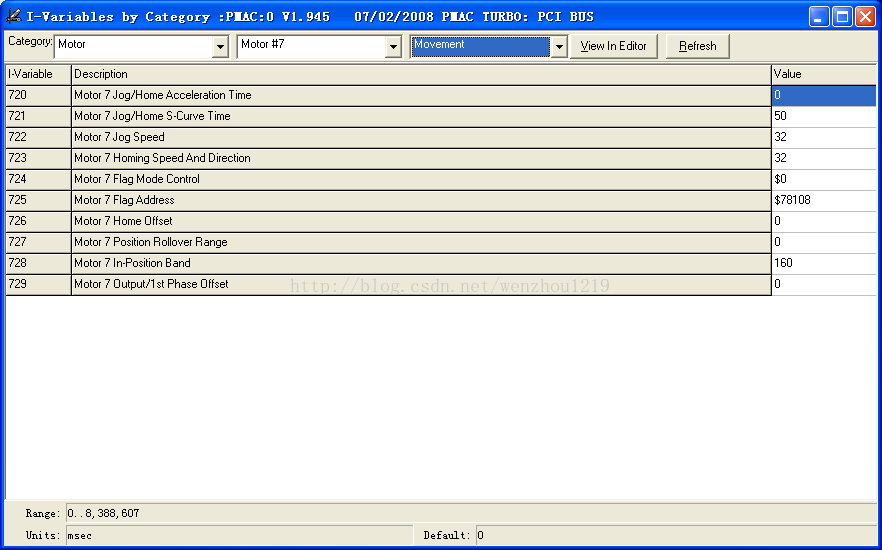 I-Variables by Category :PMAC:0 V1.945 07/02/2008 PMAC TURBO: PCI BUS
Category: Motor Motor #7 Movement View In Editor Refresh
I-Variable Description Value
720 Motor 7 Jog/Home Acceleration Time 0
721 Motor 7 Jog/Home S-Curve Time 50
722 Motor 7 Jog Speed 32
723 Motor 7 Homing Speed And Direction 32
724 Motor 7 Flag Mode Control $0
725 Motor 7 Flag Address $78108
726 Motor 7 Home Offset 0
727 Motor 7 Position Rollover Range 0
728 Motor 7 In-Position Band 160
729 Motor 7 Output/1st Phase Offset 0
http://blog.csdn.net/wenzhou1219
Range: 0..8,388,607
Units: msec Default: 0